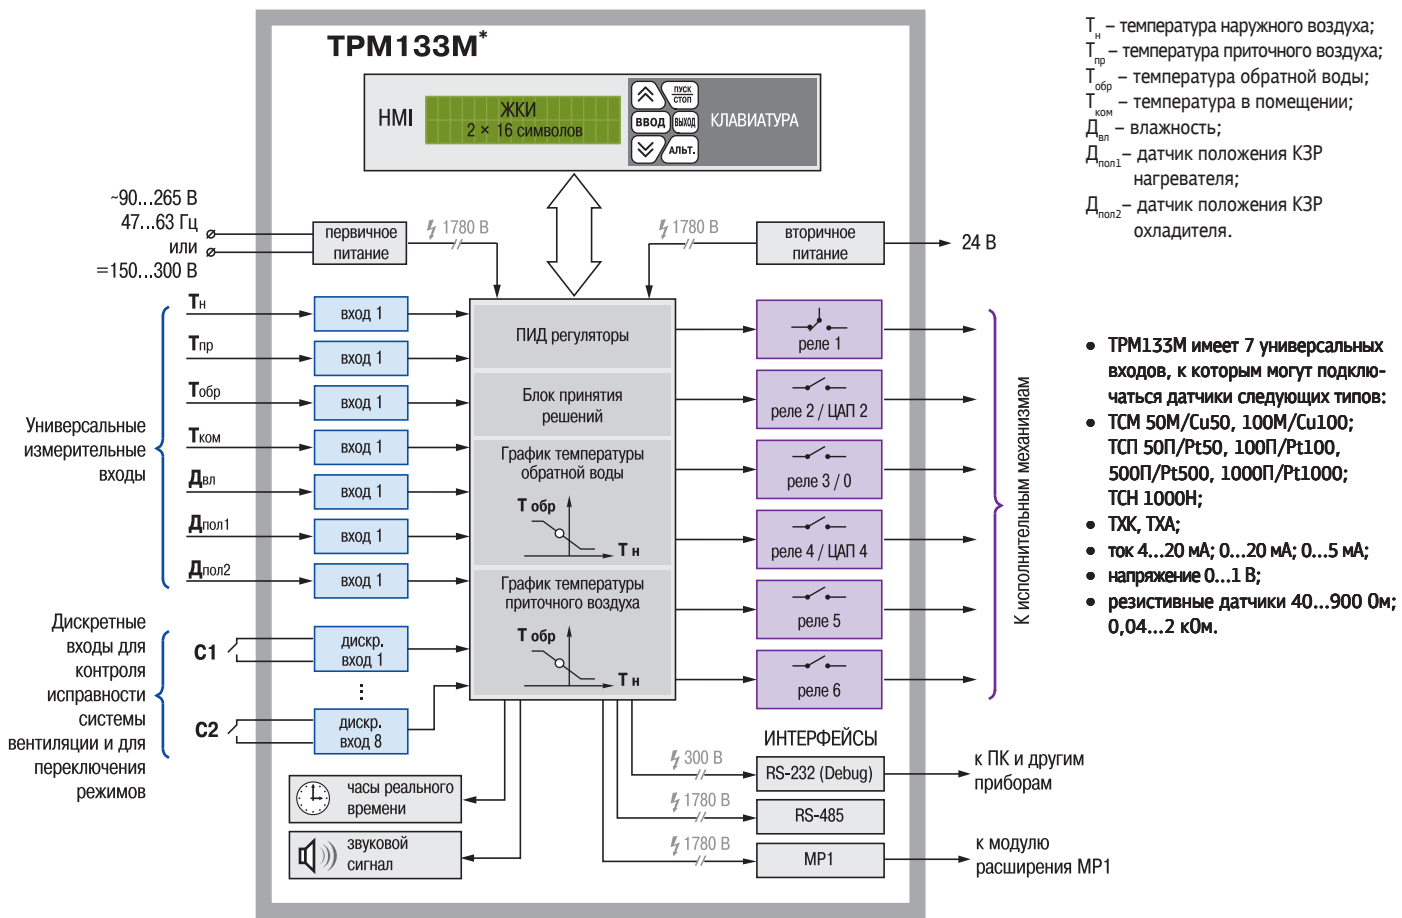 ТРМ133М*
HMI
ЖКИ
2 × 16 символов
ПУСК
СТОП
ВВОД
ВЫХОД
АЛЬТ.
КЛАВИАТУРА
~90...265 В
47...63 Гц
или
=150...300 В
первичное
питание
1780 В
1780 В
вторичное
питание
24 В
Универсальные
измерительные
входы
Тн
вход 1
Тпр
вход 1
Тобр
вход 1
Тком
вход 1
Двл
вход 1
Дпол1
вход 1
Дпол2
вход 1
Дискретные
входы для
контроля
исправности
системы
вентиляции и для
переключения
режимов
С1
дискр.
вход 1
С2
дискр.
вход 8
часы реального
времени
звуковой
сигнал
ПИД регуляторы
Блок принятия
решений
График температуры
обратной воды
Т обр
Т н
График температуры
приточного воздуха
Т обр
Т н
реле 1
реле 2 / ЦАП 2
реле 3 / 0
реле 4 / ЦАП 4
реле 5
реле 6
К исполнительным механизмам
ИНТЕРФЕЙСЫ
300 В
RS-232 (Debug)
к ПК и другим
приборам
1780 В
RS-485
1780 В
МР1
к модулю
расширения МР1
Тн – температура наружного воздуха;
Тпр – температура приточного воздуха;
Тобр – температура обратной воды;
Тком – температура в помещении;
Двл – влажность;
Дпол1 – датчик положения КЗР
нагревателя;
Дпол2 – датчик положения КЗР
охладителя.
• ТРМ133М имеет 7 универсальных
входов, к которым могут подклю-
чаться датчики следующих типов:
• ТСМ 50М/Cu50, 100М/Cu100;
ТСП 50П/Pt50, 100П/Pt100,
500П/Pt500, 1000П/Pt1000;
ТСН 1000Н;
• ТХК, ТХА;
• ток 4...20 мА; 0...20 мА; 0...5 мА;
• напряжение 0...1 В;
• резистивные датчики 40...900 Ом;
0,04...2 кОм.